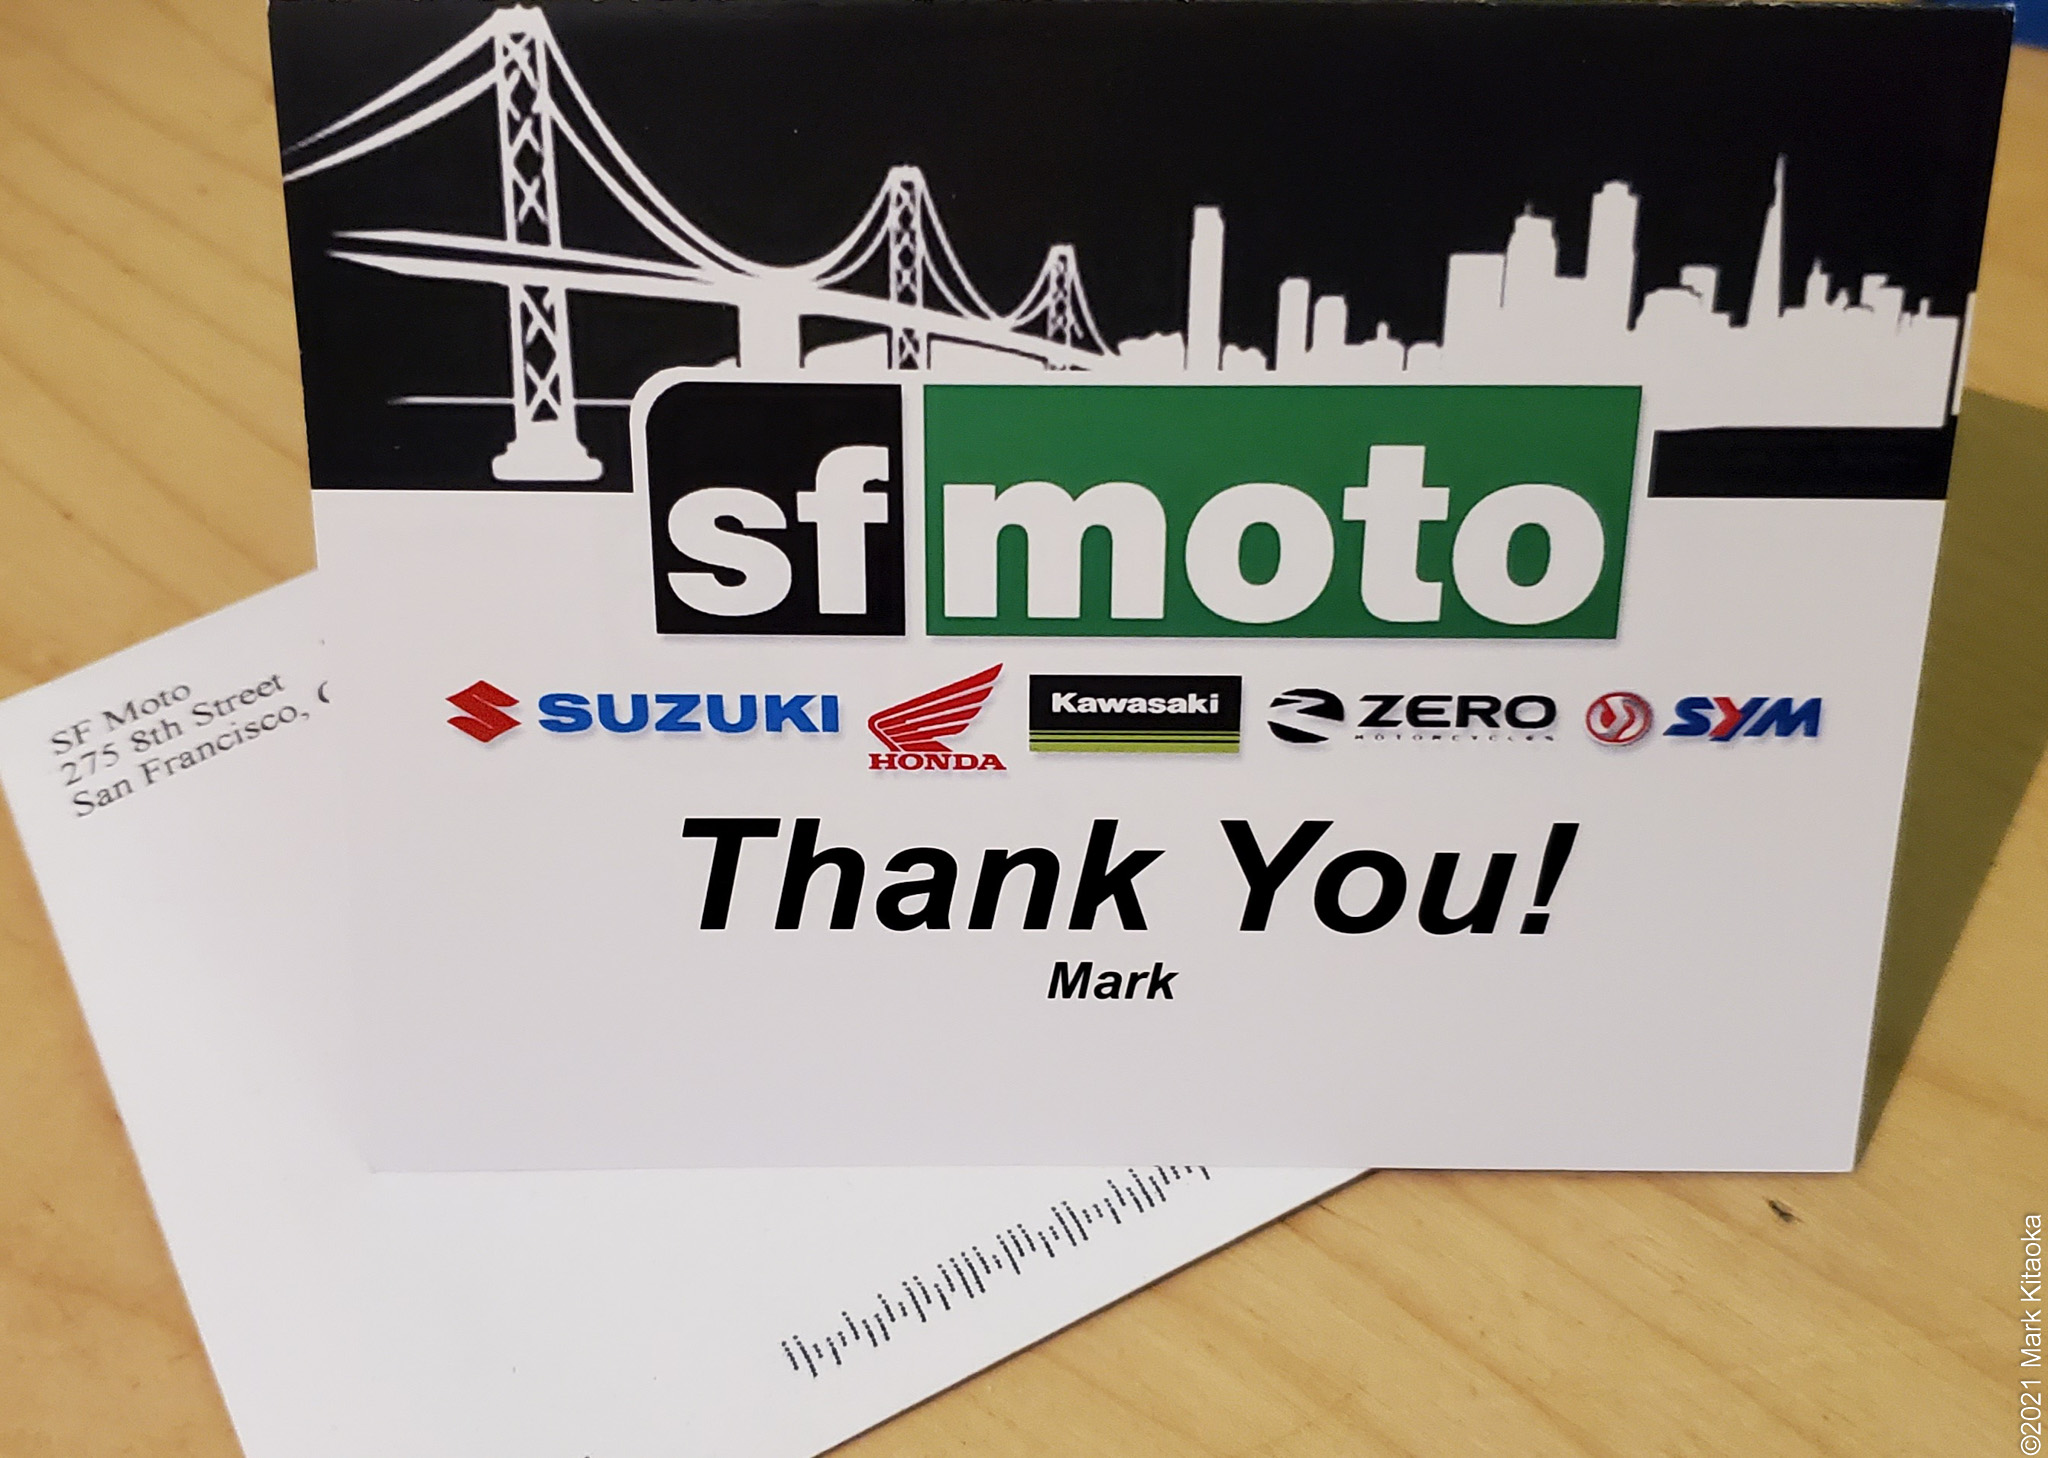 sf moto
SUZUKI HONDA Kawasaki ZERO MOTORCYCLES SYM
Thank You!
Mark
SF Moto
275 8th Street
San Francisco,
©2021 Mark Kitaoka